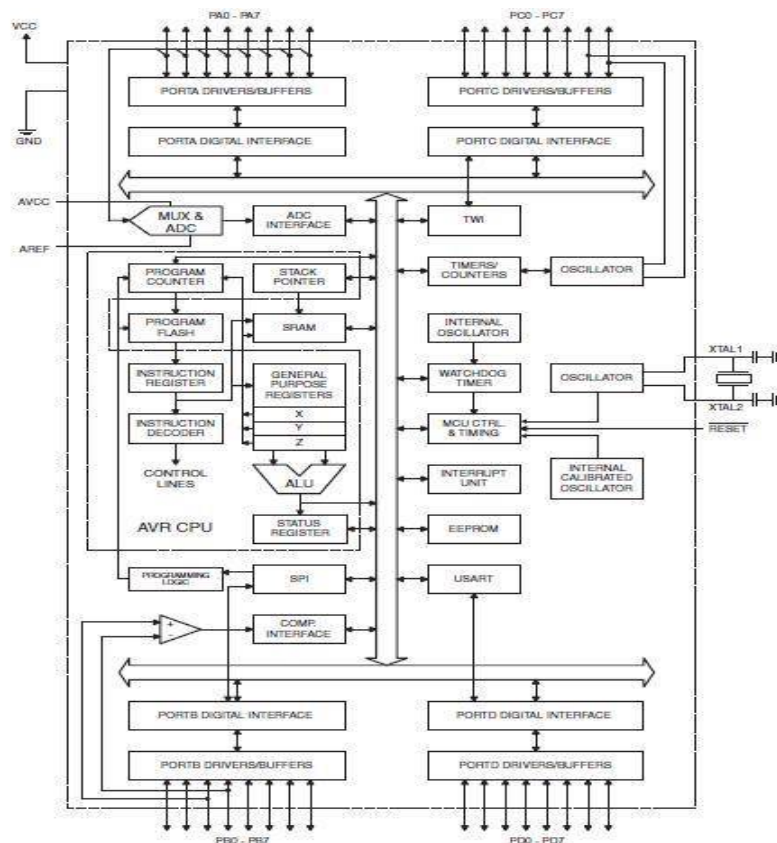 PA0 - PA7
PC0 - PC7
VCC
PORTA DRIVERS/BUFFERS
PORTC DRIVERS/BUFFERS
GND
PORTA DIGITAL INTERFACE
PORTC DIGITAL INTERFACE
AVCC
MUX &
ADC
ADC
INTERFACE
TWI
AREF
PROGRAM
COUNTER
STACK
POINTER
TIMERS/
COUNTERS
OSCILLATOR
PROGRAM
FLASH
SRAM
INTERNAL
OSCILLATOR
XTAL1
INSTRUCTION
REGISTER
GENERAL
PURPOSE
REGISTERS
WATCHDOG
TIMER
OSCILLATOR
XTAL2
X
INSTRUCTION
DECODER
Y
MCU CTRL.
& TIMING
RESET
Z
CONTROL
LINES
ALU
INTERRUPT
UNIT
INTERNAL
CALIBRATED
OSCILLATOR
AVR CPU
STATUS
REGISTER
EEPROM
PROGRAMMING
LOGIC
SPI
USART
+
-
COMP.
INTERFACE
PORTB DIGITAL INTERFACE
PORTD DIGITAL INTERFACE
PORTB DRIVERS/BUFFERS
PORTD DRIVERS/BUFFERS
PB0 - PB7
PD0 - PD7